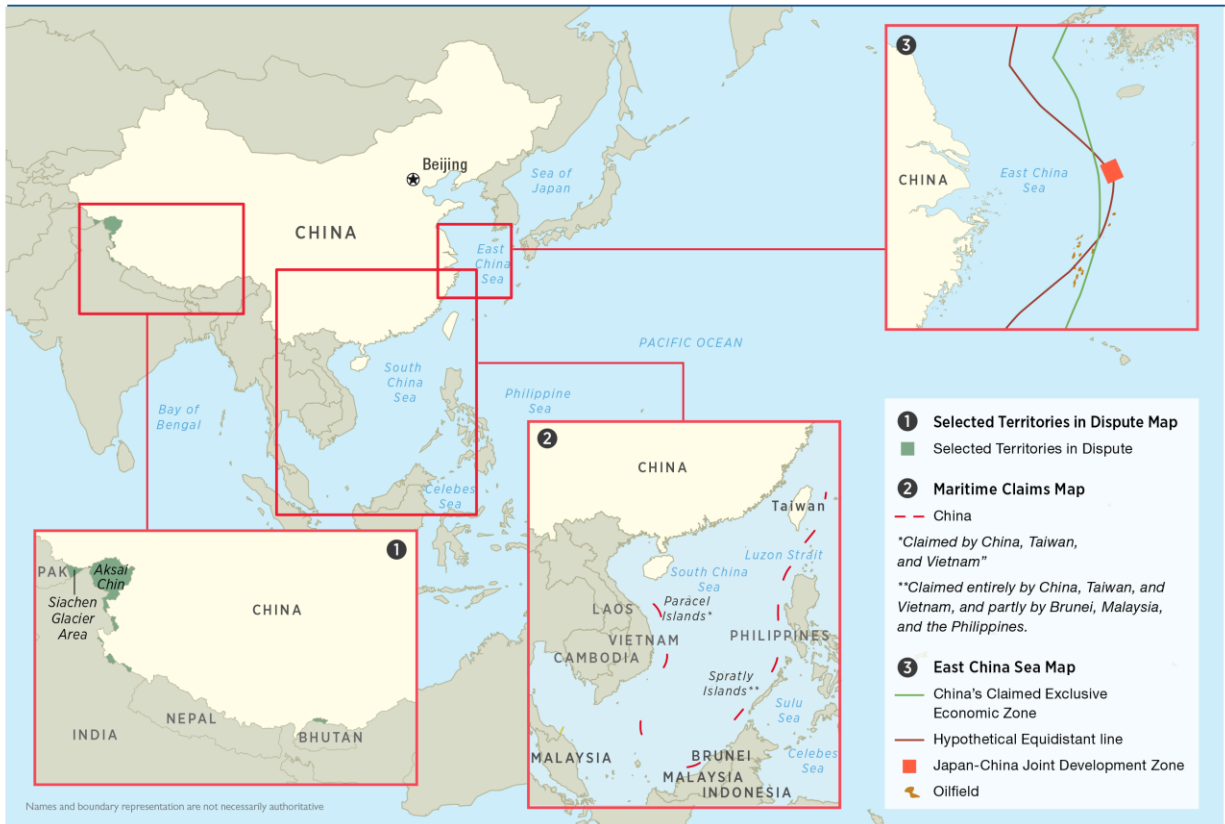 Beijing
CHINA
Sea of
Japan
East
China
Sea
PACIFIC OCEAN
South
China
Sea
Philippine
Sea
Bay of
Bengal
Celebes
Sea
3
CHINA
East China
Sea
1
PAK.
Aksai
Chin
Siachen
Glacier
Area
CHINA
NEPAL
INDIA
BHUTAN
2
CHINA
Taiwan
Luzon Strait
South China
Sea
Paracel
Islands*
LAOS
VIETNAM
PHILIPPINES
CAMBODIA
Spratly
Islands**
Sulu
Sea
MALAYSIA
BRUNEI
Celebes
Sea
MALAYSIA
INDONESIA
1 Selected Territories in Dispute Map
Selected Territories in Dispute
2 Maritime Claims Map
China
*Claimed by China, Taiwan,
and Vietnam”
**Claimed entirely by China, Taiwan, and
Vietnam, and partly by Brunei, Malaysia,
and the Philippines.
3 East China Sea Map
China’s Claimed Exclusive
Economic Zone
Hypothetical Equidistant line
Japan-China Joint Development Zone
Oilfield
Names and boundary representation are not necessarily authoritative